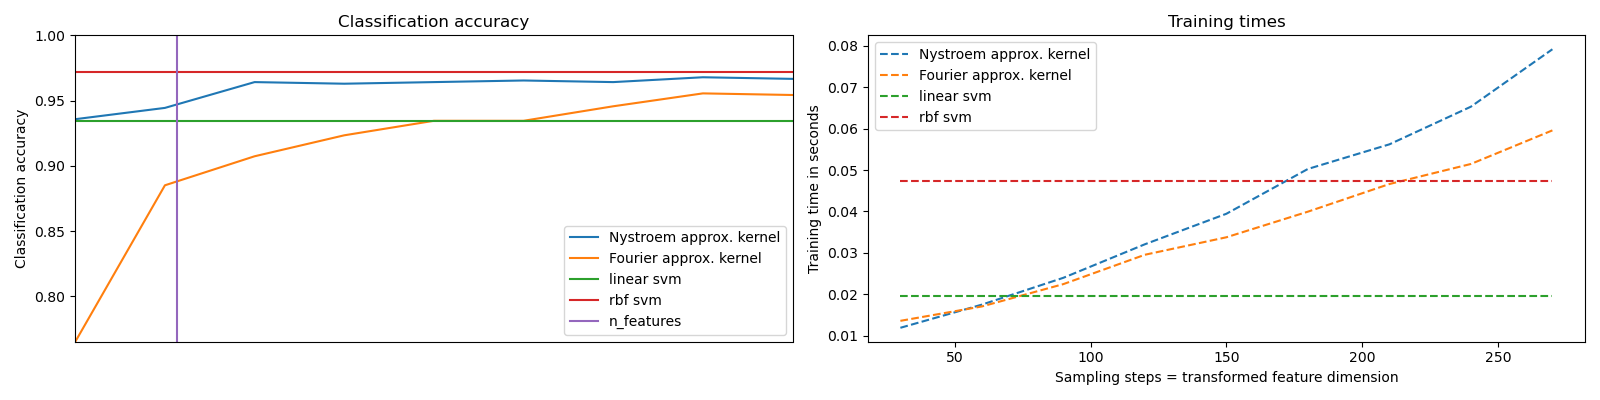 Classification accuracy
Classification accuracy
1.00
0.95
0.90
0.85
0.80
Nystroem approx. kernel
Fourier approx. kernel
linear svm
rbf svm
n_features
Training times
Training time in seconds
0.08
0.07
0.06
0.05
0.04
0.03
0.02
0.01
Nystroem approx. kernel
Fourier approx. kernel
linear svm
rbf svm
50
100
150
200
250
Sampling steps = transformed feature dimension